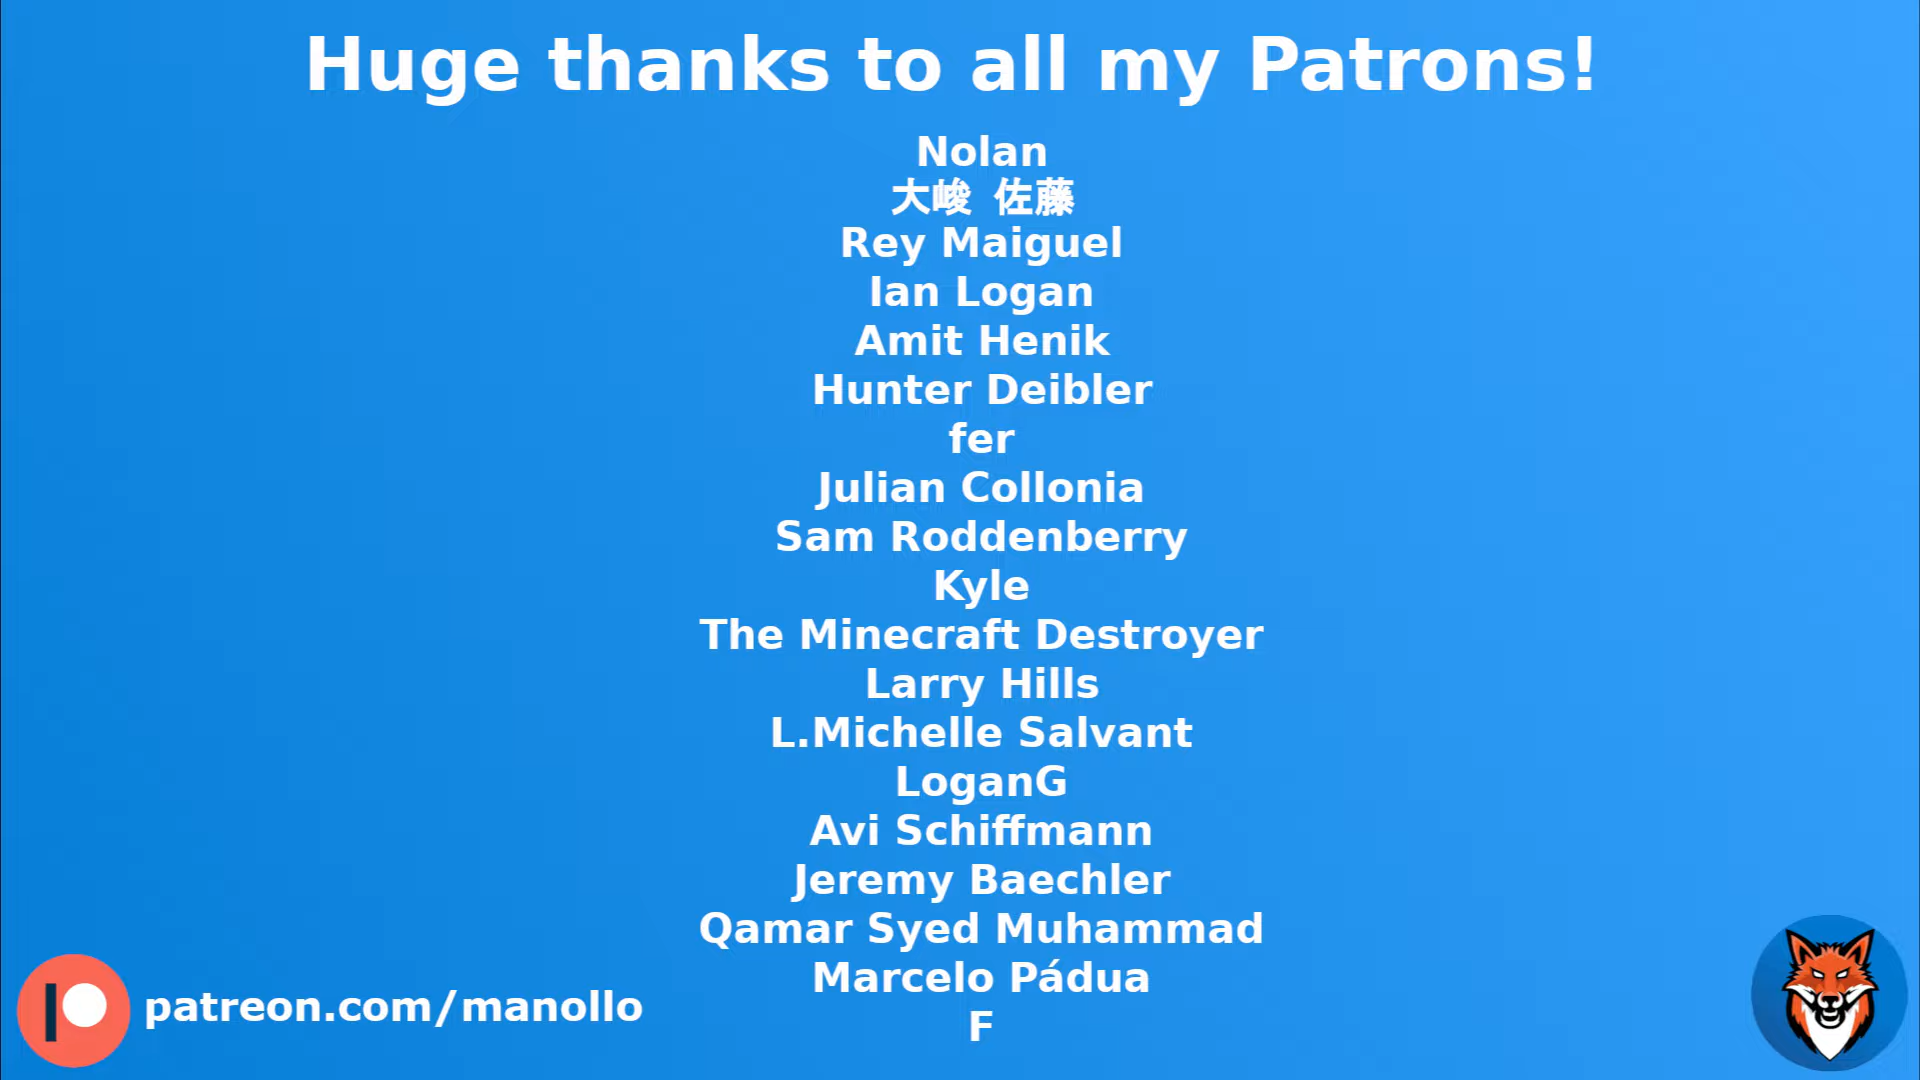 Huge thanks to all my Patrons!
Nolan
大峻 佐藤
Rey Maiguel
Ian Logan
Amit Henik
Hunter Deibler
fer
Julian Collonia
Sam Roddenberry
Kyle
The Minecraft Destroyer
Larry Hills
L.Michelle Salvant
LoganG
Avi Schiffmann
Jeremy Baechler
Qamar Syed Muhammad
Marcelo Pádua
F
patreon.com/manollo